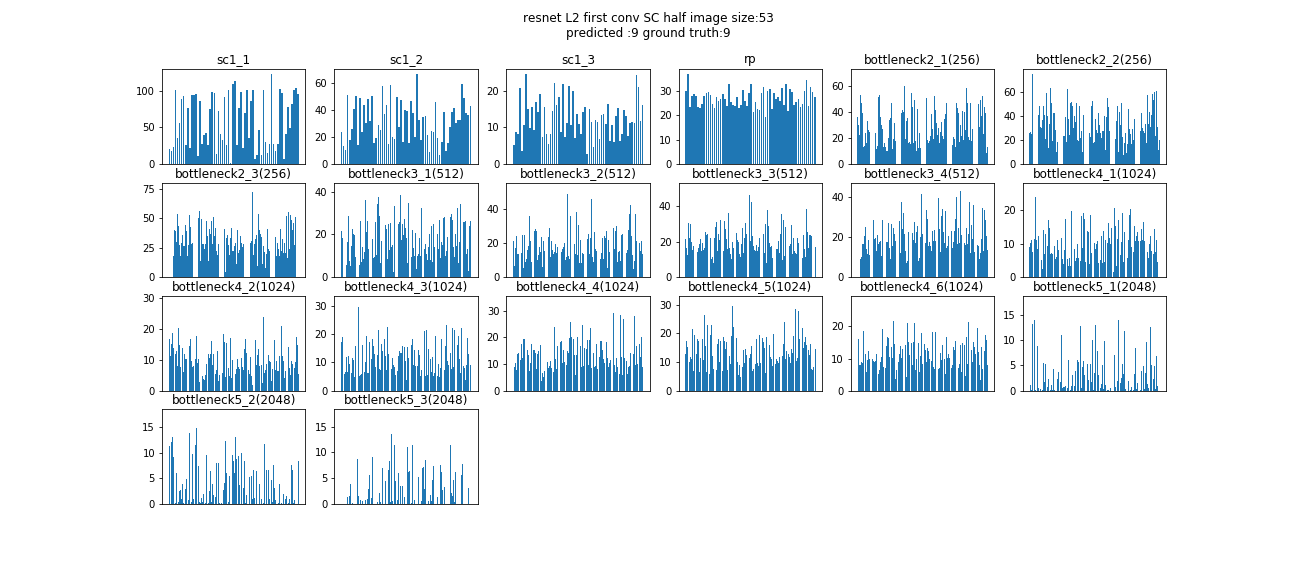 resnet L2 first conv SC half image size:53
predicted :9 ground truth:9
sc1_1 sc1_2 sc1_3 rp bottleneck2_1(256) bottleneck2_2(256)
100 60 20 30 60 60
50 40 10 20 40 40
20 10 20 20
0 0 0 0 0 0
bottleneck2_3(256) bottleneck3_1(512) bottleneck3_2(512) bottleneck3_3(512) bottleneck3_4(512) bottleneck4_1(1024)
75 40 40 40 40 20
50 20 20 20 20 10
25
0 0 0 0 0 0
bottleneck4_2(1024) bottleneck4_3(1024) bottleneck4_4(1024) bottleneck4_5(1024) bottleneck4_6(1024) bottleneck5_1(2048)
30 30 30 30 20 15
20 20 20 20 10 10
10 10 10 10 5
0 0 0 0 0 0
bottleneck5_2(2048) bottleneck5_3(2048)
15 15
10 10
5 5
0 0